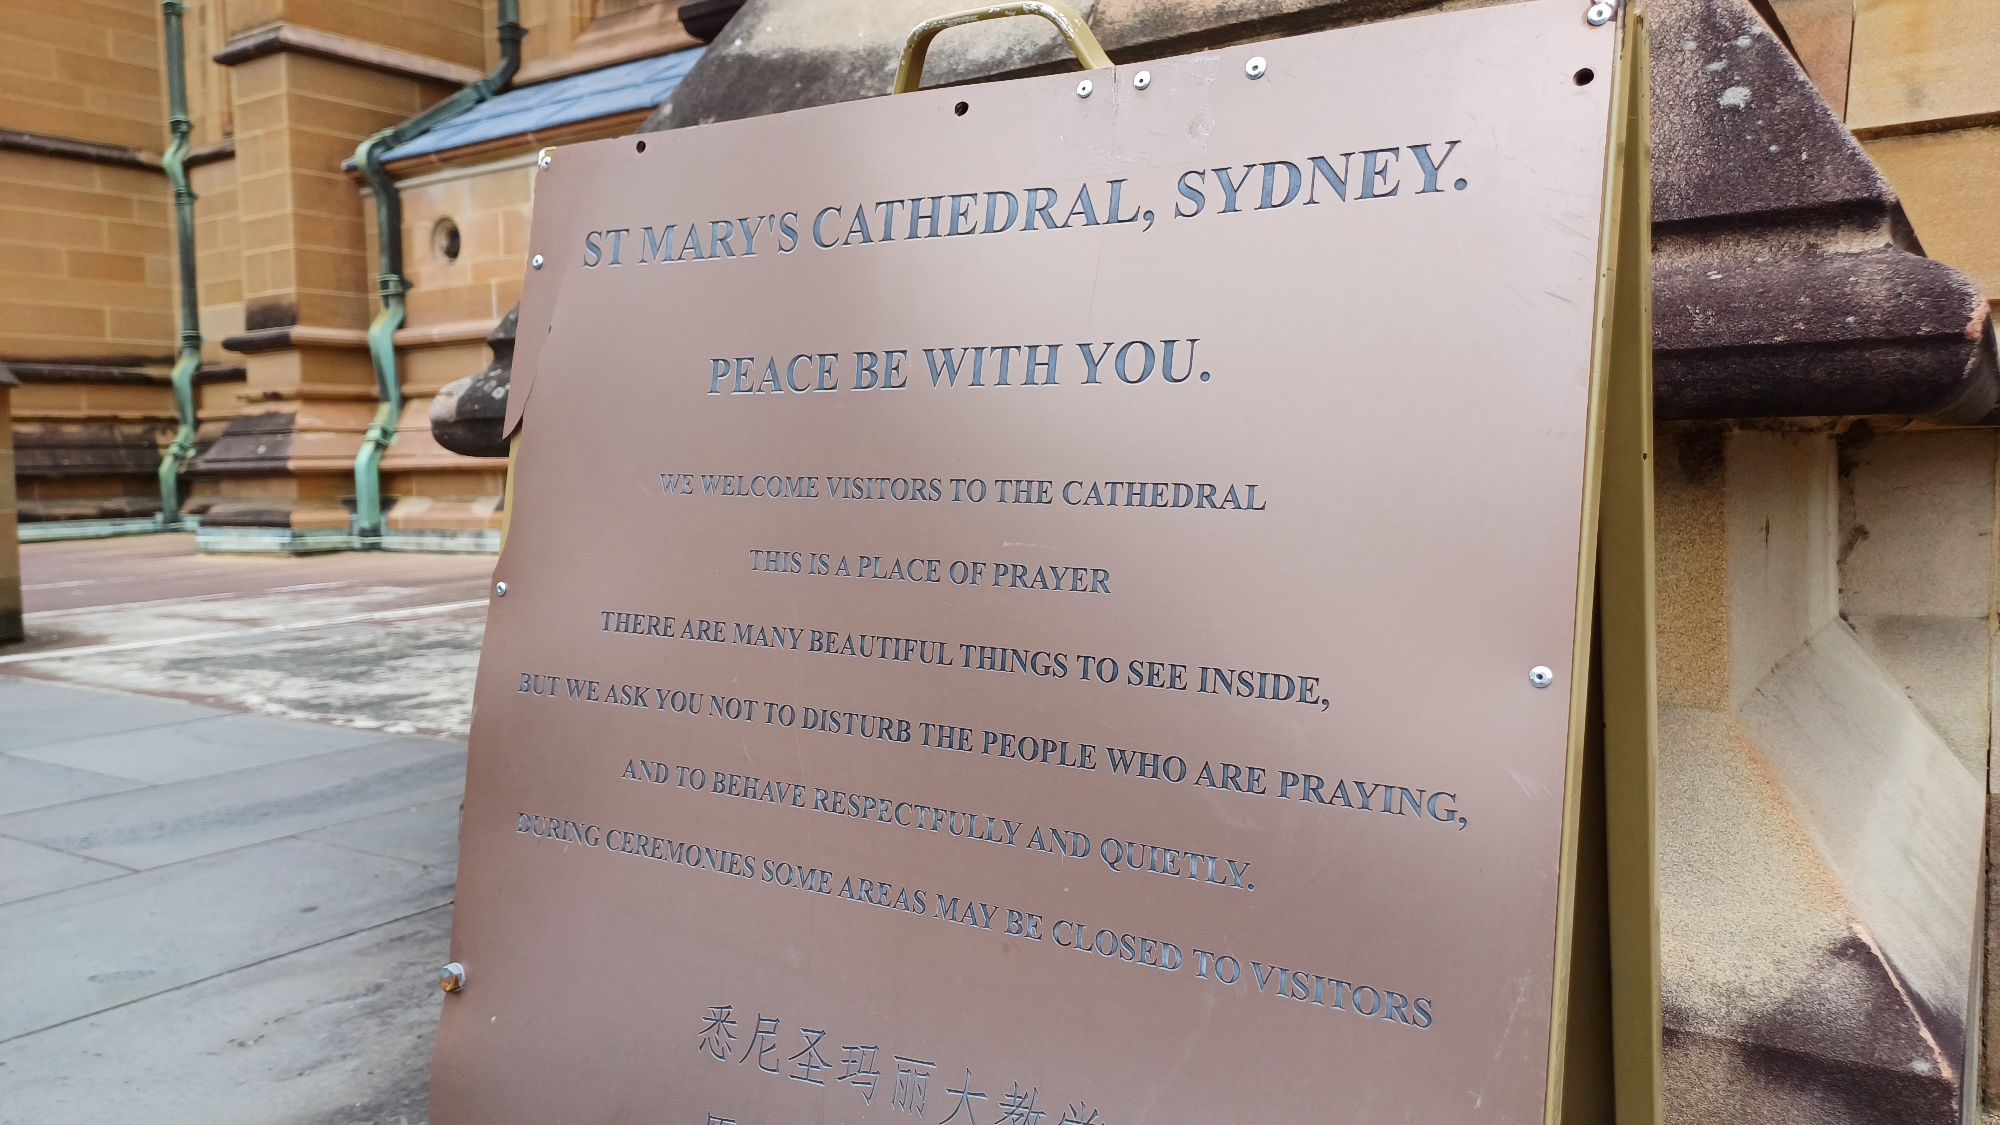 ST MARY'S CATHEDRAL, SYDNEY.
PEACE BE WITH YOU.
WE WELCOME VISITORS TO THE CATHEDRAL
THIS IS A PLACE OF PRAYER
THERE ARE MANY BEAUTIFUL THINGS TO SEE INSIDE,
BUT WE ASK YOU NOT TO DISTURB THE PEOPLE WHO ARE PRAYING,
AND TO BEHAVE RESPECTFULLY AND QUIETLY.
DURING CEREMONIES SOME AREAS MAY BE CLOSED TO VISITORS
悉尼圣玛丽大教堂